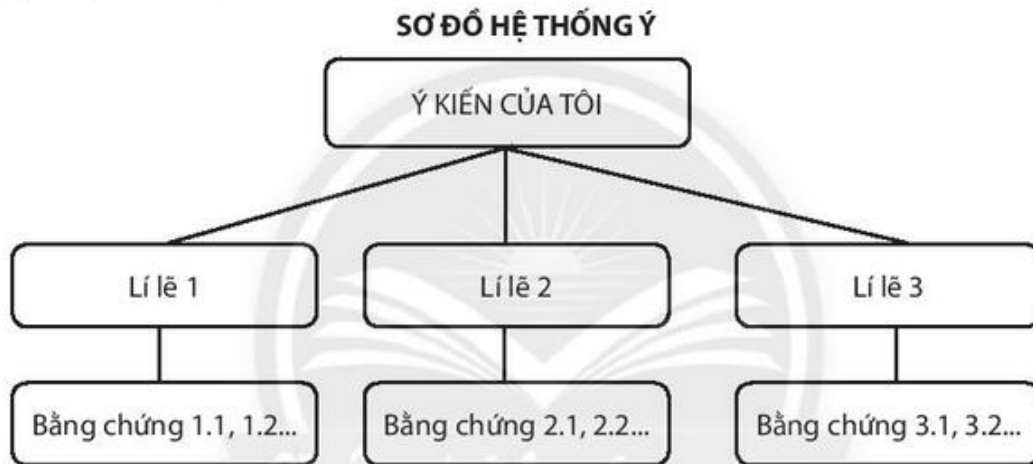 SƠ ĐỒ HỆ THỐNG Ý
Ý KIẾN CỦA TÔI
Lí lẽ 1
Lí lẽ 2
Lí lẽ 3
Bằng chứng 1.1, 1.2...
Bằng chứng 2.1, 2.2...
Bằng chứng 3.1, 3.2...